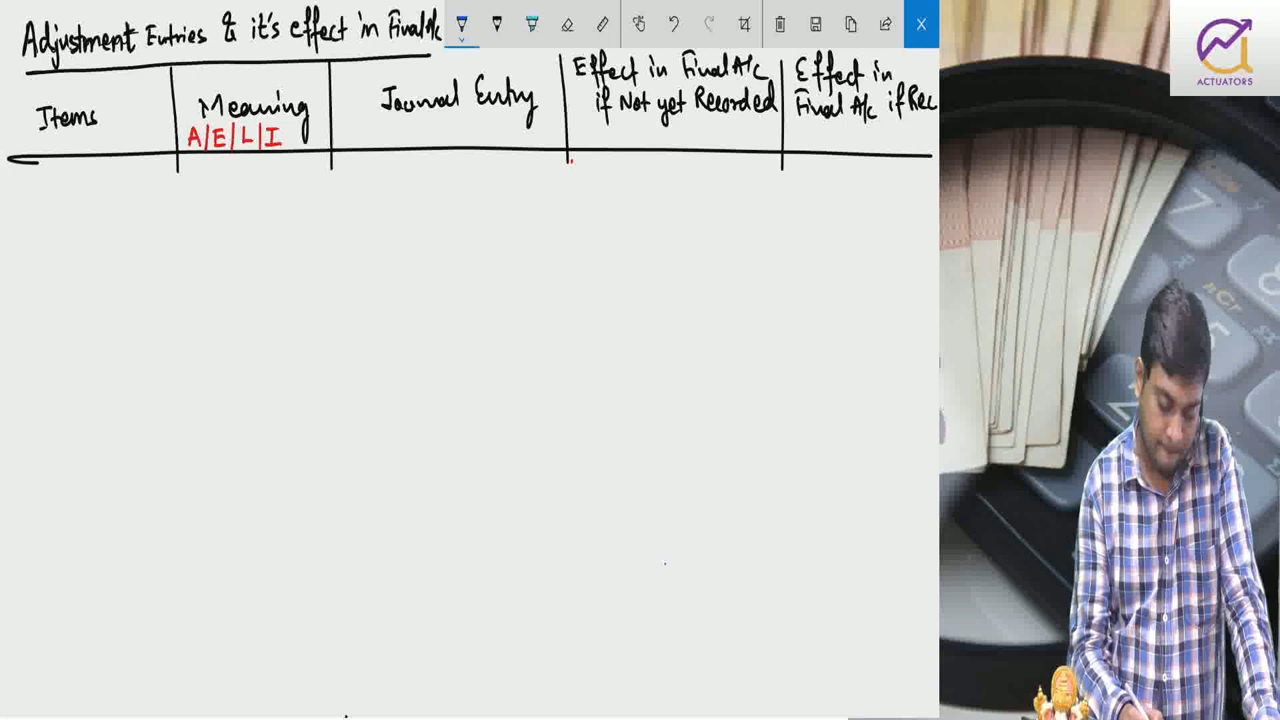 Adjustment Entries & it's effect in Final A/c
Items
Meaning
A/E/L/I
Journal Entry
Effect in Final A/c
if Not yet Recorded
Effect in
Final A/c if Rec
ACTUATORS